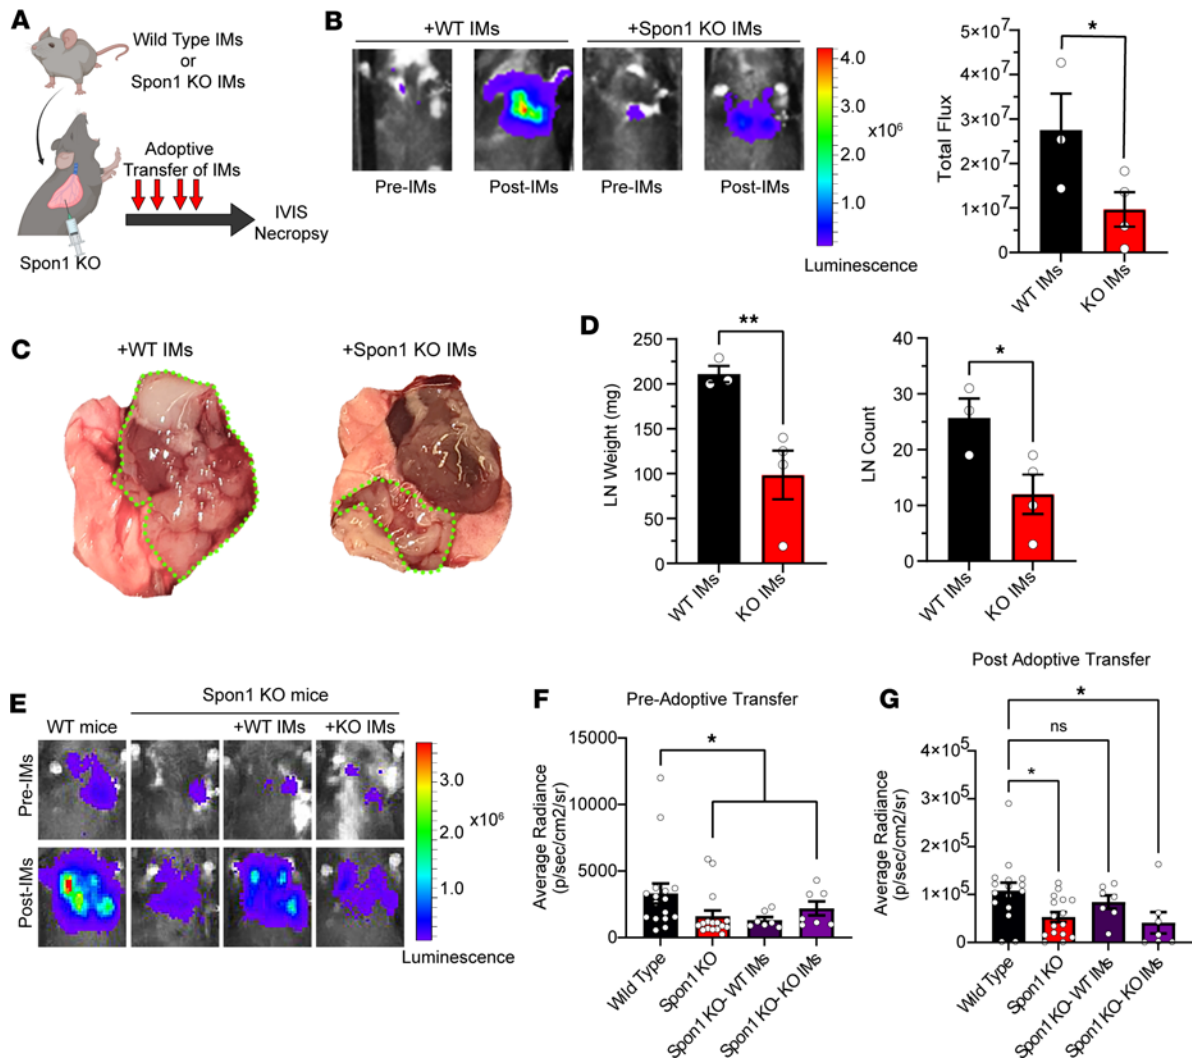 A
Wild Type IMs
or
Spon1 KO IMs
Adoptive
Transfer of IMs
IVIS
Necropsy
Spon1 KO
B
+WT IMs
+Spon1 KO IMs
Pre-IMs
Post-IMs
Pre-IMs
Post-IMs
4.0
3.0
x10⁶
2.0
1.0
Luminescence
Total Flux
5×10⁷
4×10⁷
3×10⁷
2×10⁷
1×10⁷
0
*
WT IMs
KO IMs
C
+WT IMs
+Spon1 KO IMs
D
LN Weight (mg)
250
200
150
100
50
0
**
WT IMs
KO IMs
LN Count
40
30
20
10
0
*
WT IMs
KO IMs
E
Spon1 KO mice
WT mice
+WT IMs
+KO IMs
Pre-IMs
Post-IMs
3.0
x10⁶
2.0
1.0
Luminescence
F
Pre-Adoptive Transfer
Average Radiance
(p/sec/cm2/sr)
15000
10000
5000
0
*
Wild Type
Spon1 KO
Spon1 KO- WT IMs
Spon1 KO- KO IMs
G
Post Adoptive Transfer
Average Radiance
(p/sec/cm2/sr)
4×10⁵
3×10⁵
2×10⁵
1×10⁵
0
*
ns
*
Wild Type
Spon1 KO
Spon1 KO- WT IMs
Spon1 KO- KO IMs